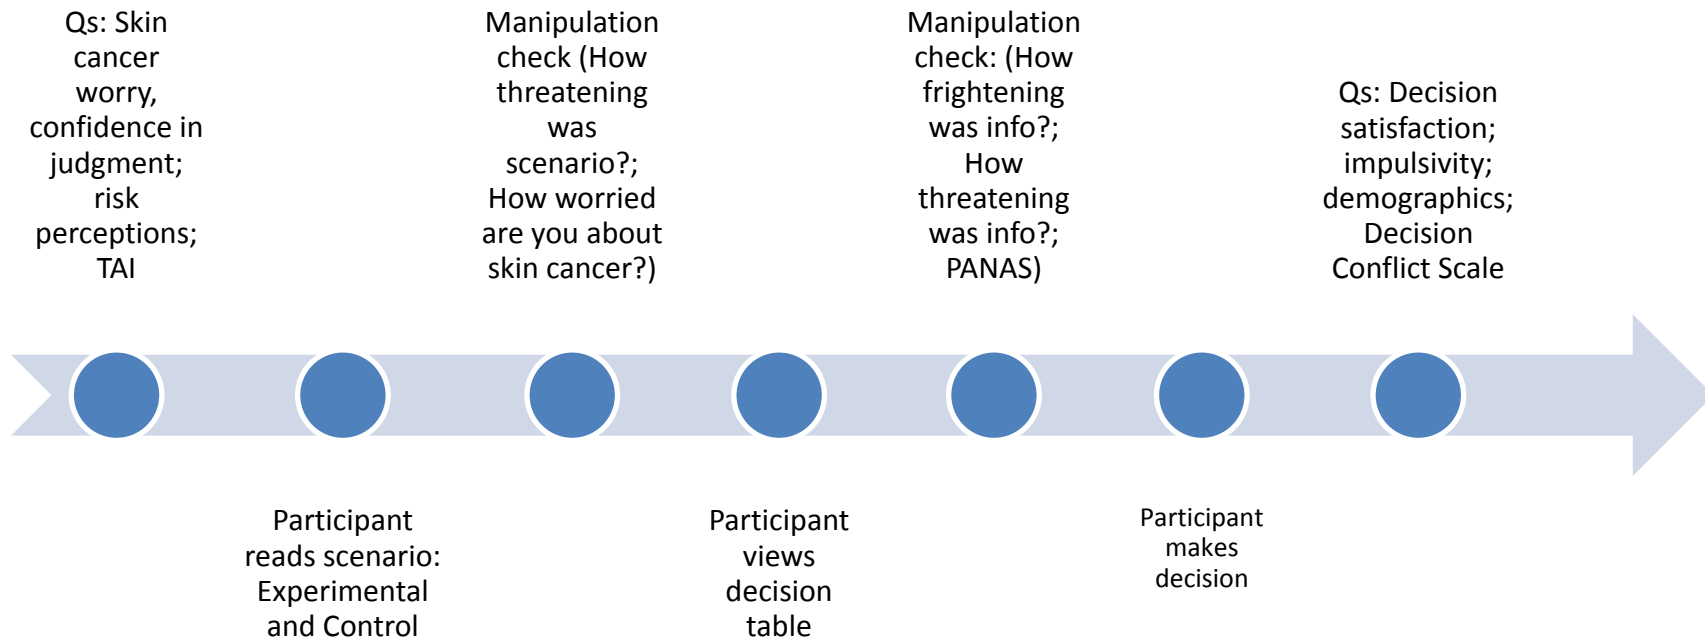 Qs: Skin
cancer
worry,
confidence in
judgment;
risk
perceptions;
TAI
Participant
reads scenario:
Experimental
and Control
Manipulation
check (How
threatening
was
scenario?;
How worried
are you about
skin cancer?)
Participant
views
decision
table
Manipulation
check: (How
frightening
was info?;
How
threatening
was info?;
PANAS)
Participant
makes
decision
Qs: Decision
satisfaction;
impulsivity;
demographics;
Decision
Conflict Scale